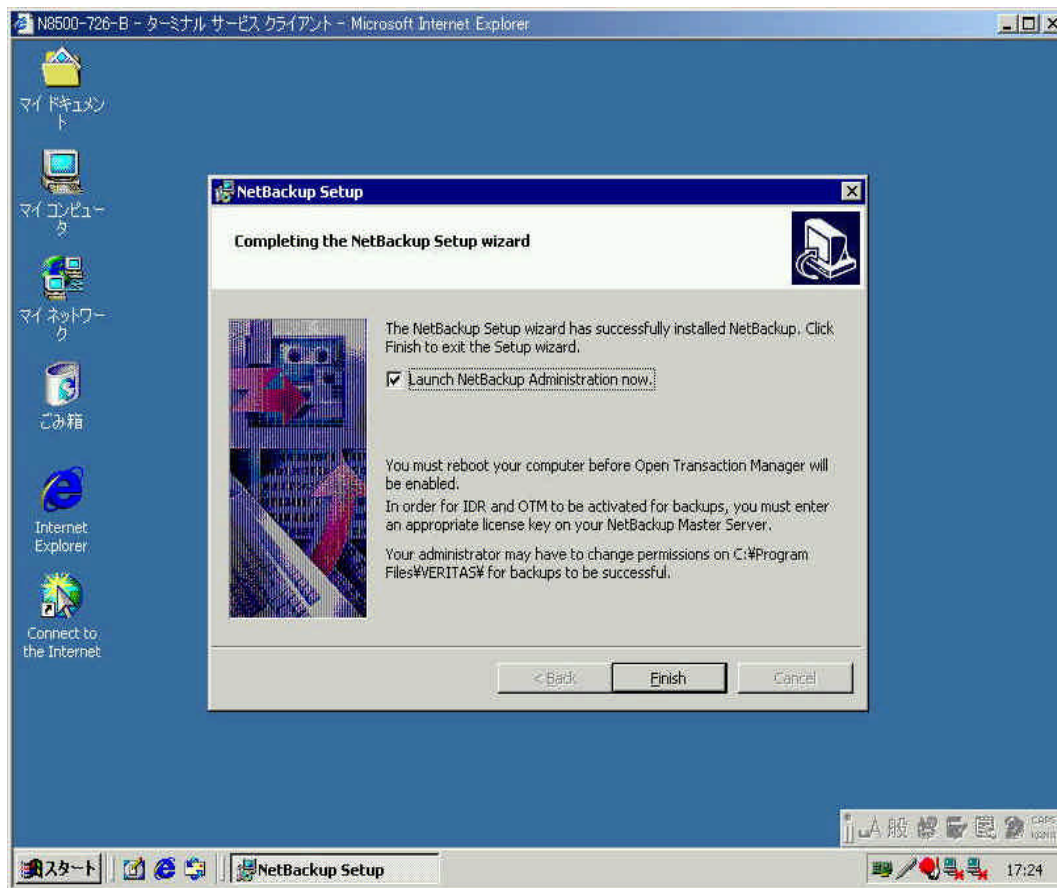 N8500-726-B - ターミナル サービス クライアント - Microsoft Internet Explorer
マイ ドキュメン
ト
マイ コンピュー
タ
マイ ネットワー
ク
ごみ箱
Internet
Explorer
Connect to
the Internet
NetBackup Setup
Completing the NetBackup Setup wizard
The NetBackup Setup wizard has successfully installed NetBackup. Click
Finish to exit the Setup wizard.
Launch NetBackup Administration now.
You must reboot your computer before Open Transaction Manager will
be enabled.
In order for IDR and OTM to be activated for backups, you must enter
an appropriate license key on your NetBackup Master Server.
Your administrator may have to change permissions on C:¥Program
Files¥VERITAS¥ for backups to be successful.
< Back
Finish
Cancel
A 般
CAPS
スタート
NetBackup Setup
17:24